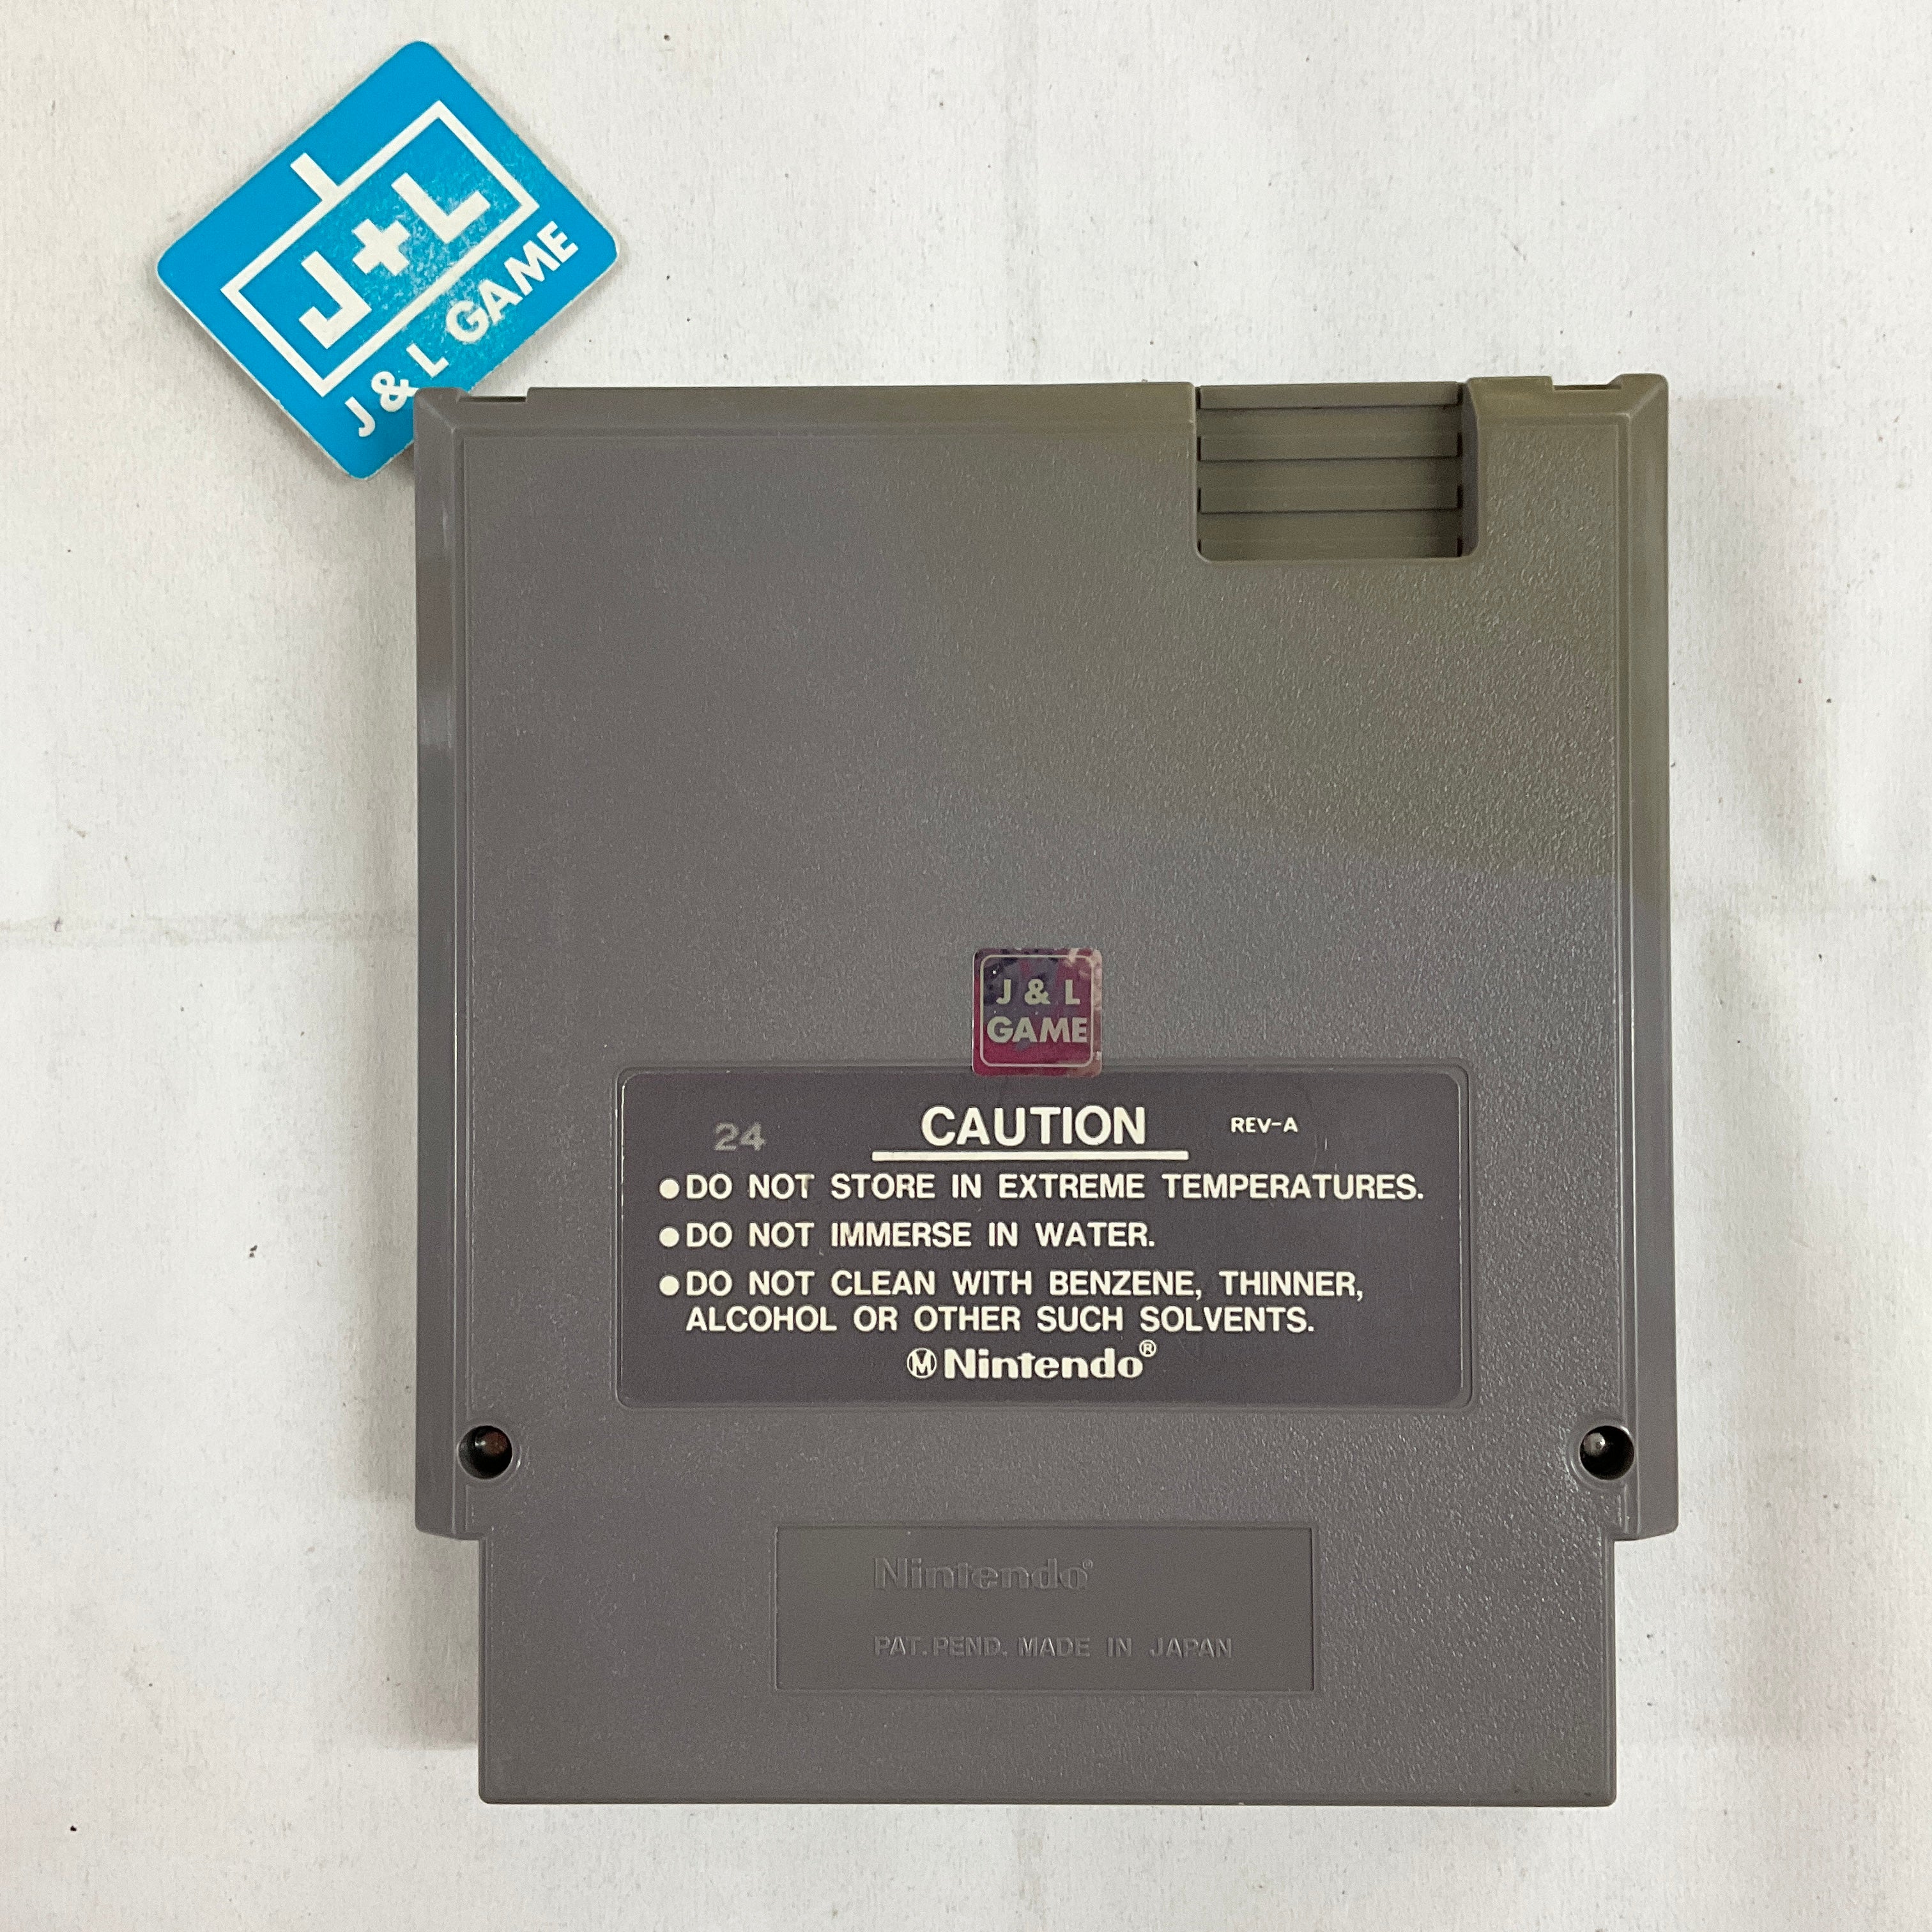 J+L
J & L GAME
J & L
GAME
24 CAUTION REV-A
●DO NOT STORE IN EXTREME TEMPERATURES.
●DO NOT IMMERSE IN WATER.
●DO NOT CLEAN WITH BENZENE, THINNER,
ALCOHOL OR OTHER SUCH SOLVENTS.
Ⓜ Nintendo®
Nintendo®
PAT. PEND. MADE IN JAPAN